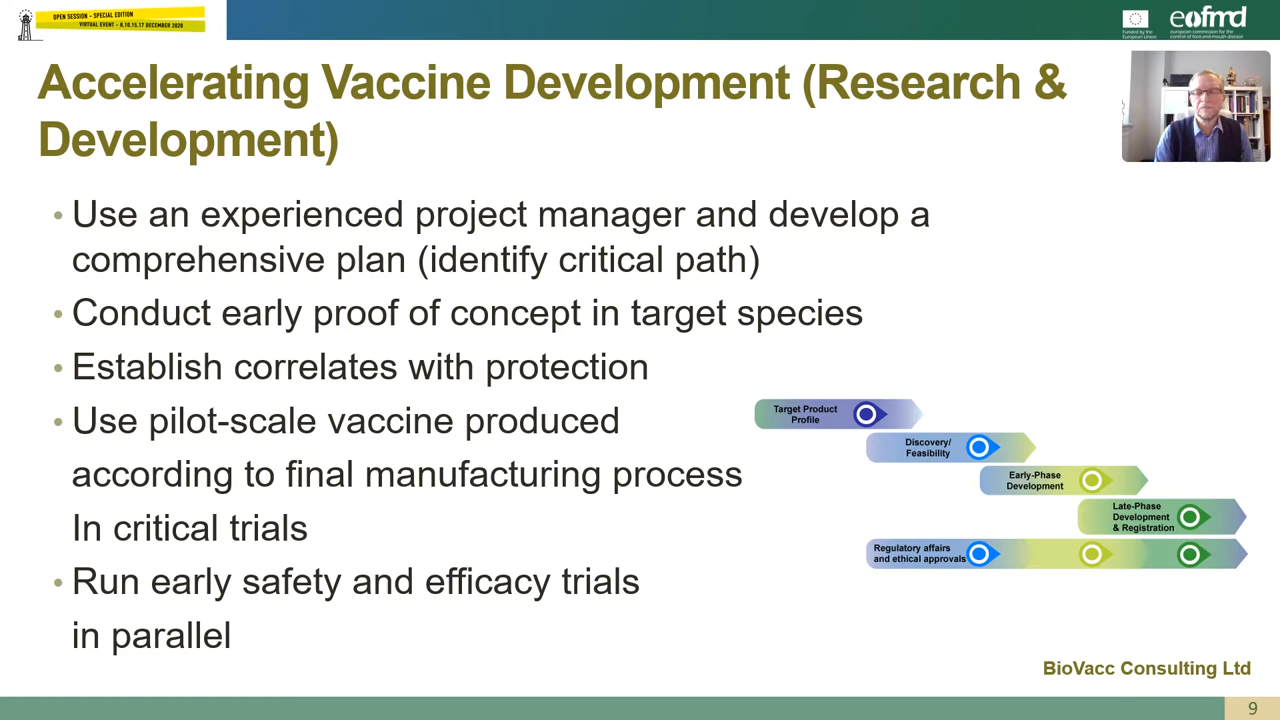 OPEN SESSION - SPECIAL EDITION
VIRTUAL EVENT - 8,10,15,17 DECEMBER 2020
Funded by the
European Union
eofmd
european commission for the
control of foot-and-mouth disease
Accelerating Vaccine Development (Research &
Development)
• Use an experienced project manager and develop a
comprehensive plan (identify critical path)
• Conduct early proof of concept in target species
• Establish correlates with protection
• Use pilot-scale vaccine produced
according to final manufacturing process
In critical trials
• Run early safety and efficacy trials
in parallel
Target Product
Profile
Discovery/
Feasibility
Early-Phase
Development
Late-Phase
Development
& Registration
Regulatory affairs
and ethical approvals
BioVacc Consulting Ltd
9